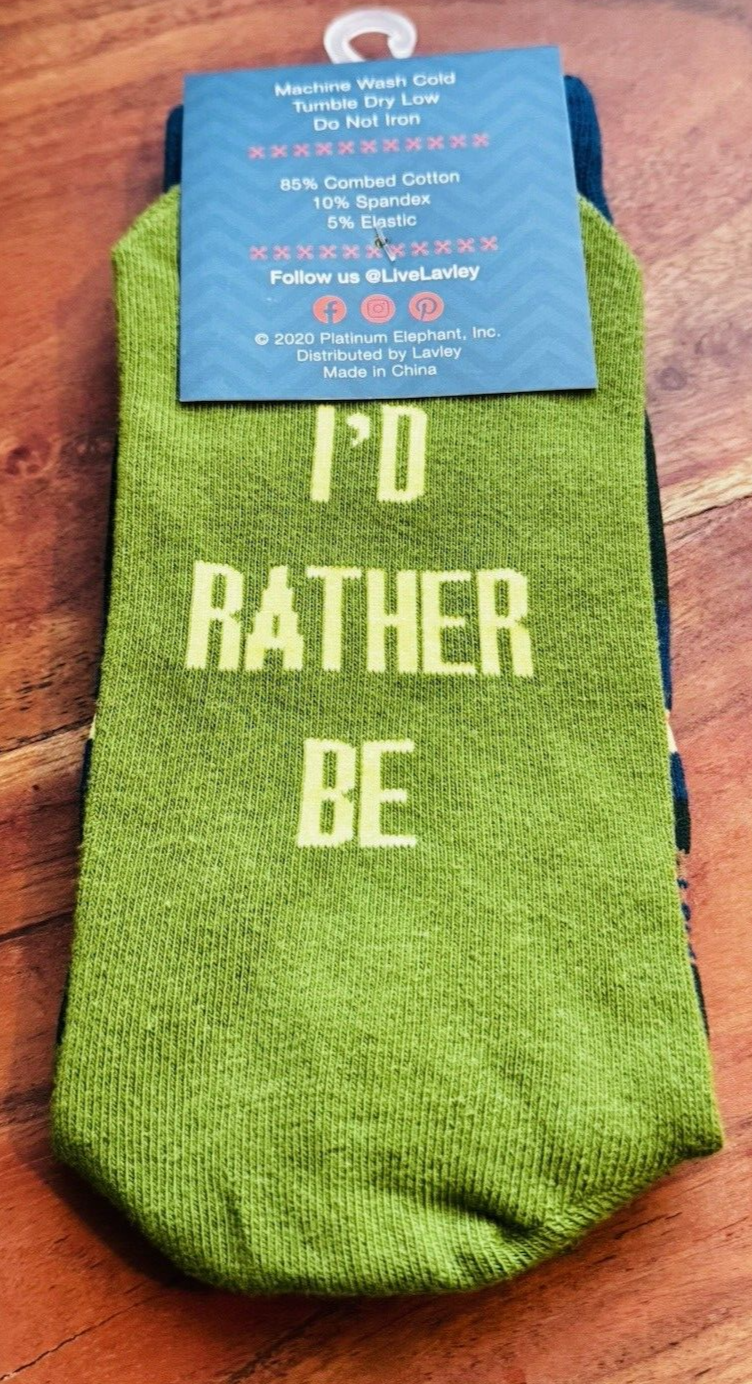 Machine Wash Cold
Tumble Dry Low
Do Not Iron
85% Combed Cotton
10% Spandex
5% Elastic
Follow us @LiveLavley
© 2020 Platinum Elephant, Inc.
Distributed by Lavley
Made in China
I'D
RATHER
BE